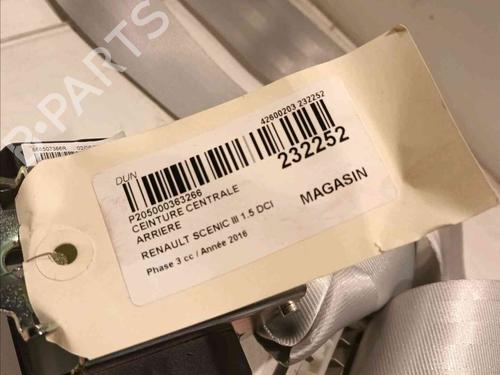 DUN
42600203 232252
232252
P205000363266
CEINTURE CENTRALE
ARRIERE
MAGASIN
RENAULT SCENIC III 1.5 DCI
Phase 3 cc / Année 2016